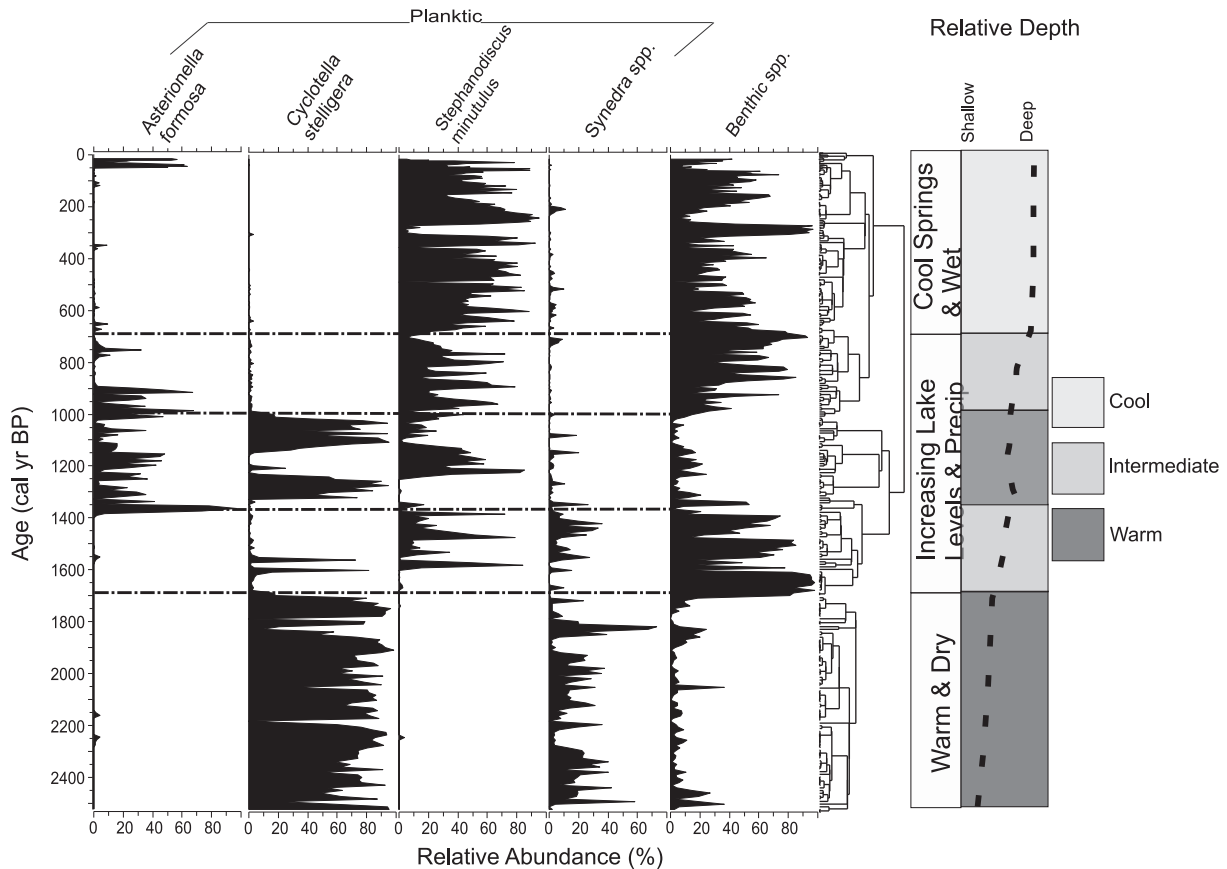 Planktic
Relative Depth
Asterionella
formosa
Cyclotella
stelligera
Stephanodiscus
minutulus
Synedra spp.
Benthic spp.
Shallow
Deep
0
200
400
600
800
1000
1200
1400
1600
1800
2000
2200
2400
Age (cal yr BP)
Cool Springs
& Wet
Increasing Lake
Levels & Precip
Warm & Dry
Cool
Intermediate
Warm
0 20 40 60 80 0 20 40 60 80 0 20 40 60 80 0 20 40 60 0 20 40 60 80
Relative Abundance (%)